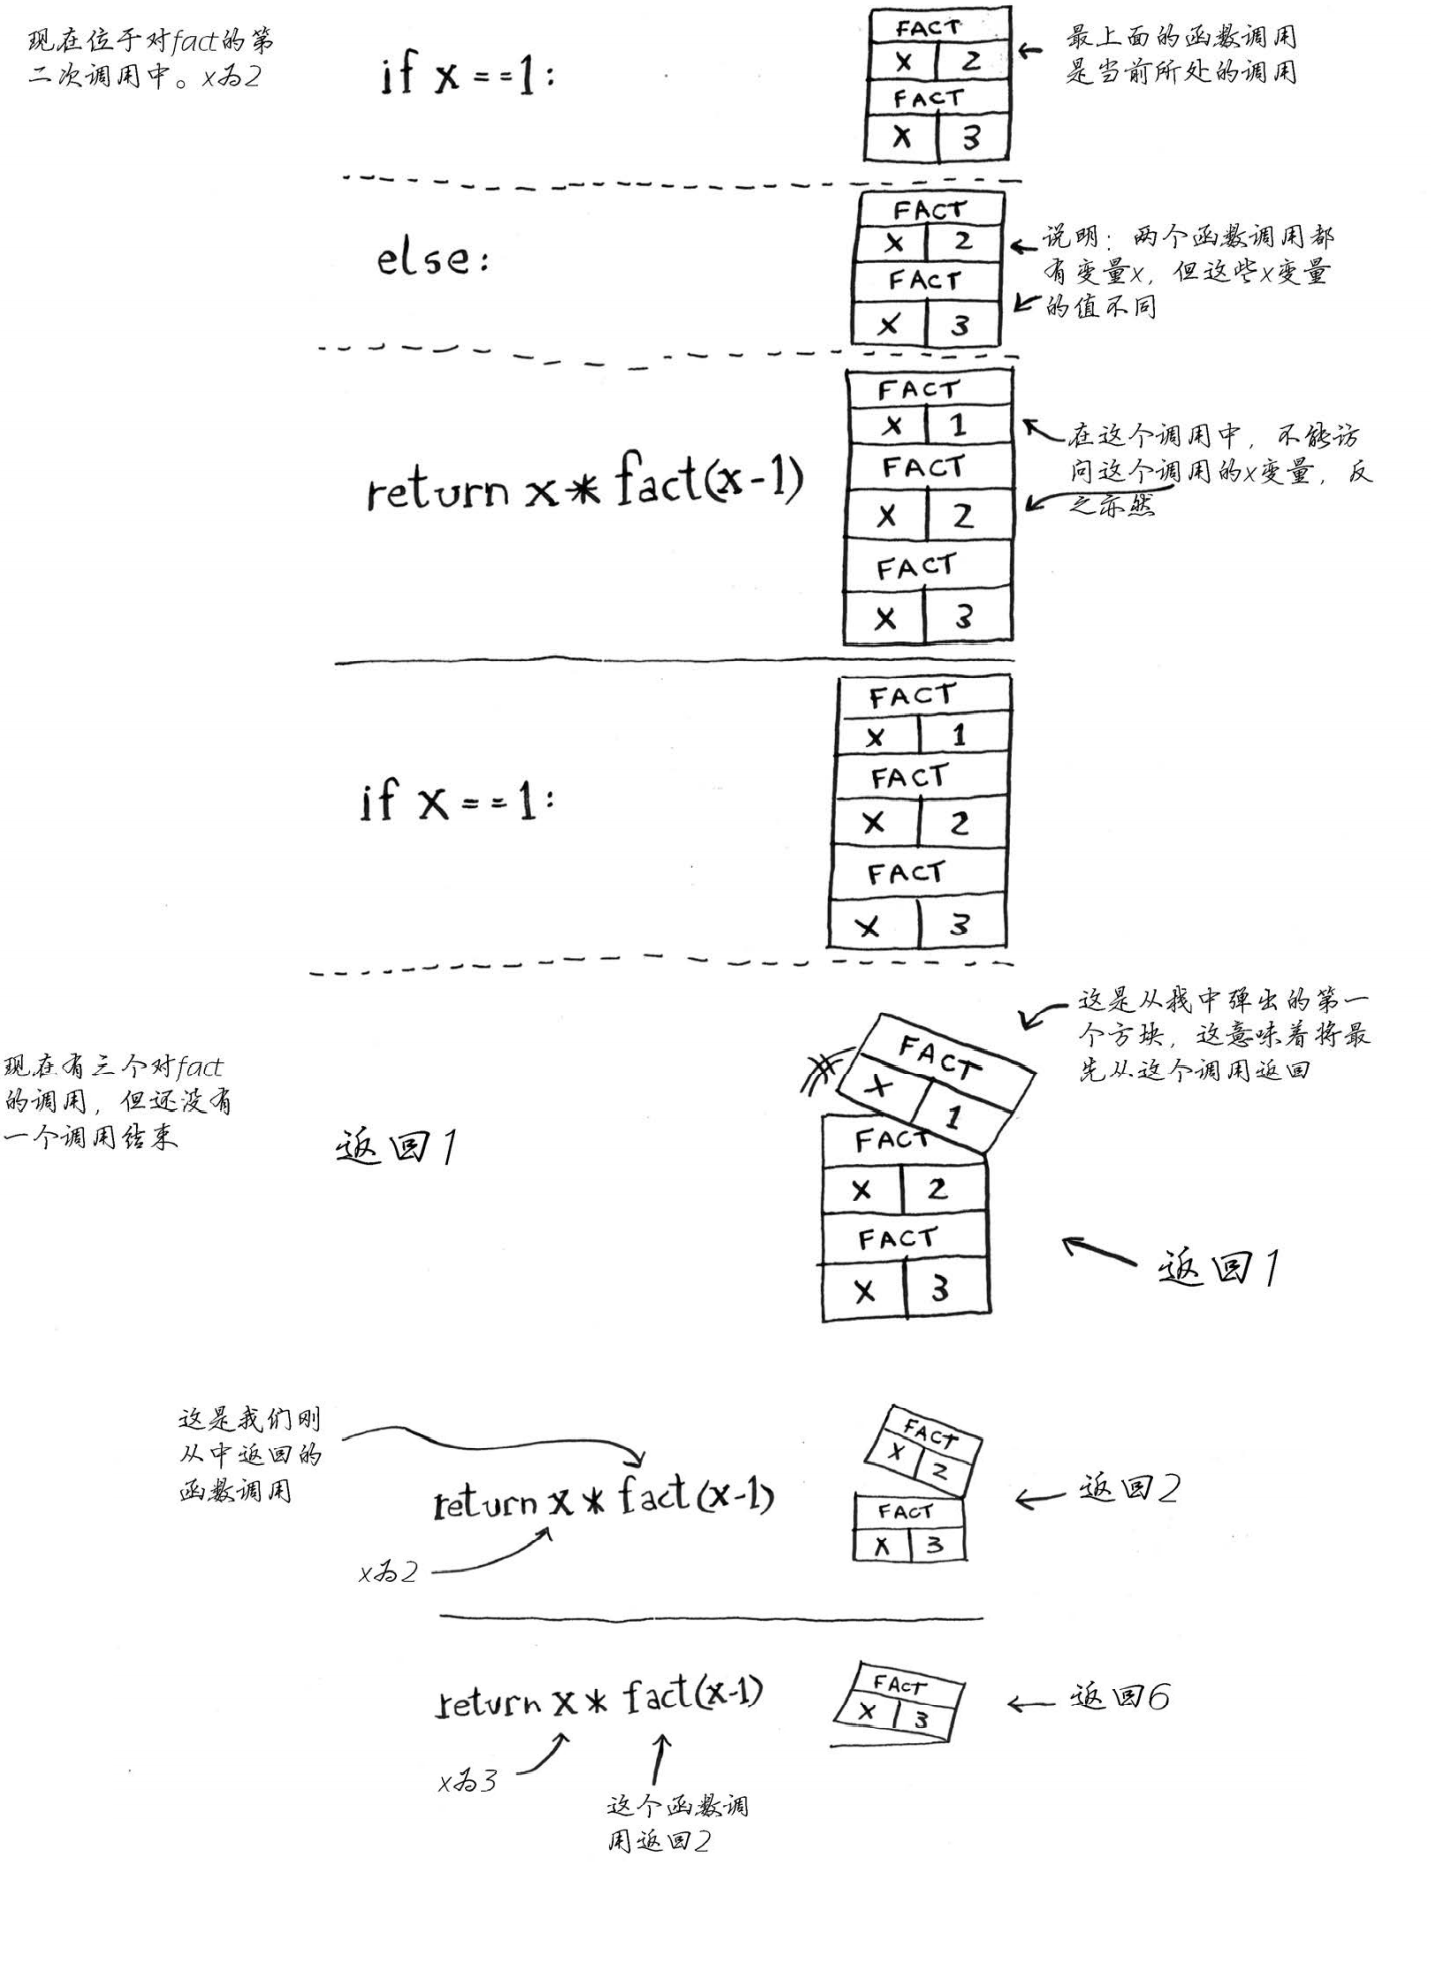 现在位于对fact的第
二次调用中。x为2
if x==1:
FACT
X 2
FACT
X 3
最上面的函数调用
是当前所处的调用
else:
FACT
X 2
FACT
X 3
说明：两个函数调用都
有变量x，但这些x变量
的值不同
return x* fact(x-1)
FACT
X 1
FACT
X 2
FACT
X 3
在这个调用中，不能访
问这个调用的x变量，反
之亦然
if x==1:
FACT
X 1
FACT
X 2
FACT
X 3
现在有三个对fact
的调用，但还没有
一个调用结束
返回1
FACT
X 1
FACT
X 2
FACT
X 3
这是从栈中弹出的第一
个方块，这意味着将最
先从这个调用返回
返回1
这是我们刚
从中返回的
函数调用
return x * fact(x-1)
x为2
FACT
X 2
FACT
X 3
返回2
return x * fact(x-1)
x为3
这个函数调
用返回2
FACT
X 3
返回6